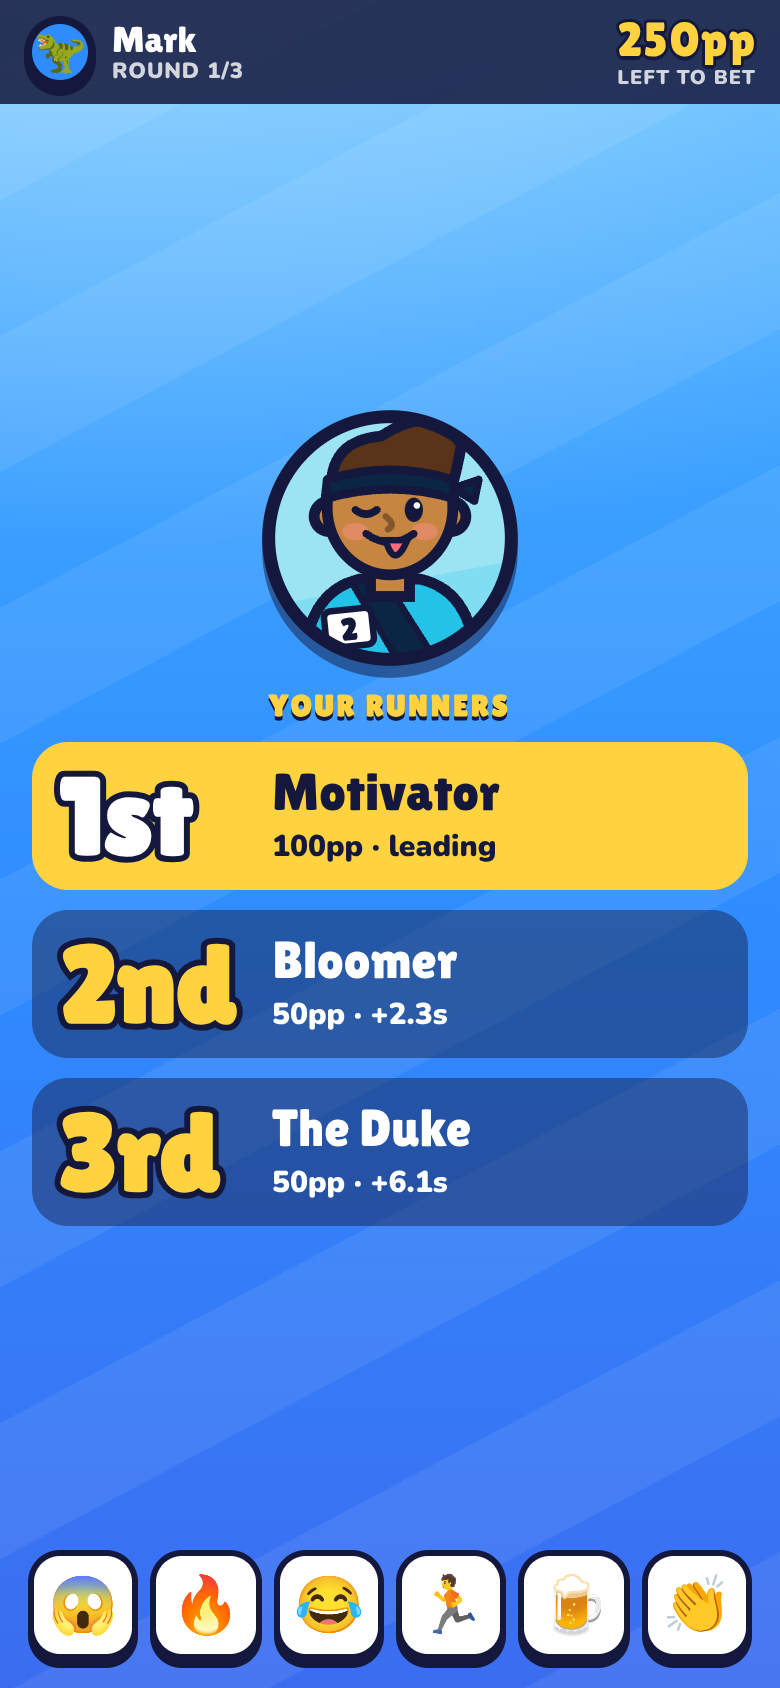 Mark
ROUND 1/3
250pp
LEFT TO BET
2
YOUR RUNNERS
1st
Motivator
100pp · leading
2nd
Bloomer
50pp · +2.3s
3rd
The Duke
50pp · +6.1s